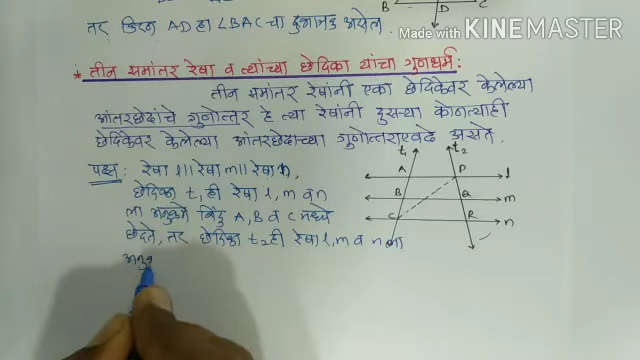 B D C
तर किरण AD हा ∠BAC चा दुभाजक असेल
Made with KINEMASTER
* तीन समांतर रेषा व त्यांच्या छेदिका यांचा गुणधर्म:
तीन समांतर रेषांनी एका छेदिकेवर केलेल्या
आंतरछेदांचे गुणोत्तर हे त्या रेषांनी दुसऱ्या कोणत्याही
छेदिकेवर केलेल्या आंतरछेदाच्या गुणोत्तराएवढे असते.
पक्ष: रेषा l || रेषा m || रेषा n,
छेदिका t₁ ही रेषा l, m व n
ला अनुक्रमे बिंदू A, B व C मध्ये
छेदते, तर छेदिका t₂ ही रेषा l, m व n ला
t₁ t₂
A P l
B Q m
C R n